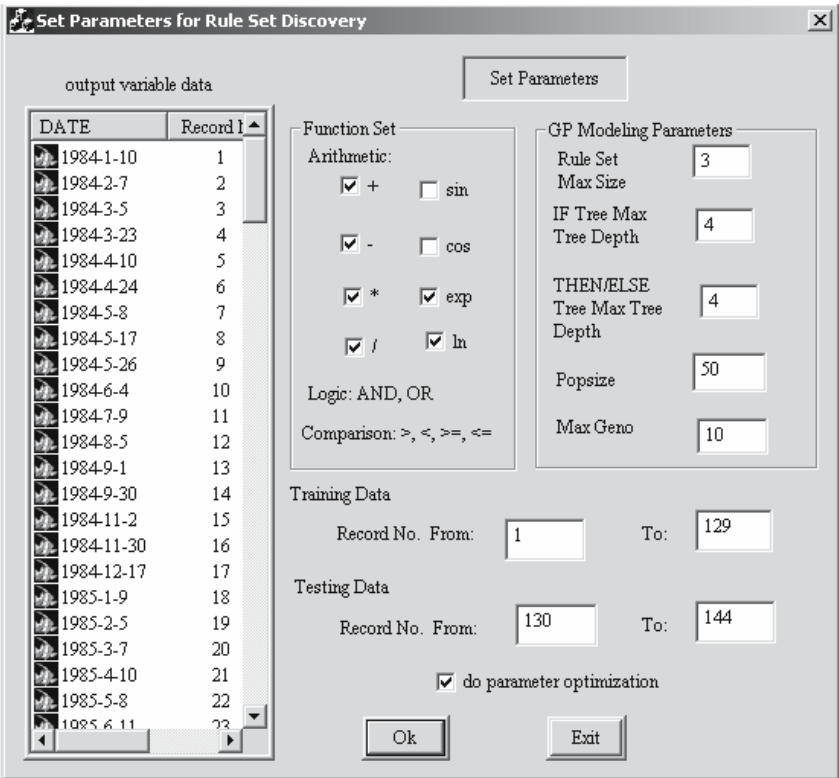 Set Parameters for Rule Set Discovery
output variable data
Set Parameters
DATE Record
1984-1-10 1
1984-2-7 2
1984-3-5 3
1984-3-23 4
1984-4-10 5
1984-4-24 6
1984-5-8 7
1984-5-17 8
1984-5-26 9
1984-6-4 10
1984-7-9 11
1984-8-5 12
1984-9-1 13
1984-9-30 14
1984-11-2 15
1984-11-30 16
1984-12-17 17
1985-1-9 18
1985-2-5 19
1985-3-7 20
1985-4-10 21
1985-5-8 22
1985-6-11 23
Function Set
Arithmetic:
+ sin
- cos
* exp
/ ln
Logic: AND, OR
Comparison: >, <, >=, <=
GP Modeling Parameters
Rule Set
Max Size
3
IF Tree Max
Tree Depth
4
THEN/ELSE
Tree Max Tree
Depth
4
Popsize
50
Max Geno
10
Training Data
Record No. From: 1 To: 129
Testing Data
Record No. From: 130 To: 144
do parameter optimization
Ok Exit